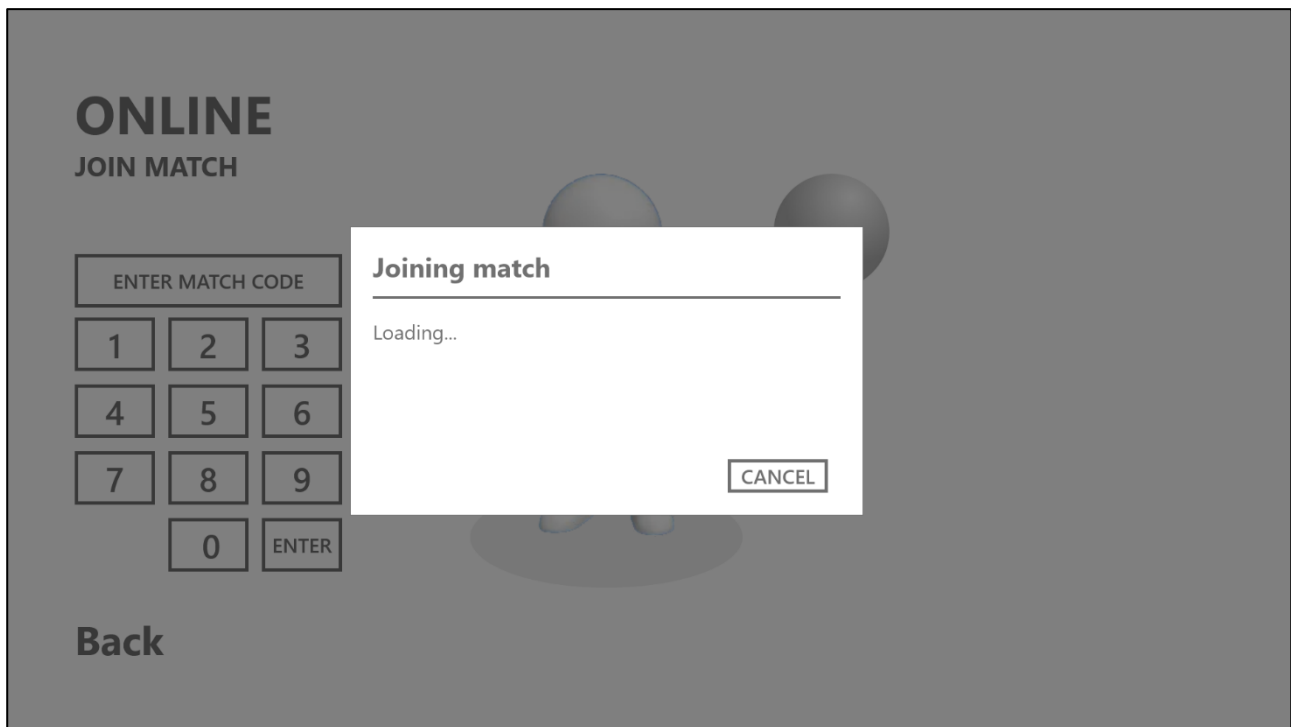 ONLINE
JOIN MATCH
ENTER MATCH CODE
1 2 3
4 5 6
7 8 9
0 ENTER
Back
Joining match
Loading...
CANCEL